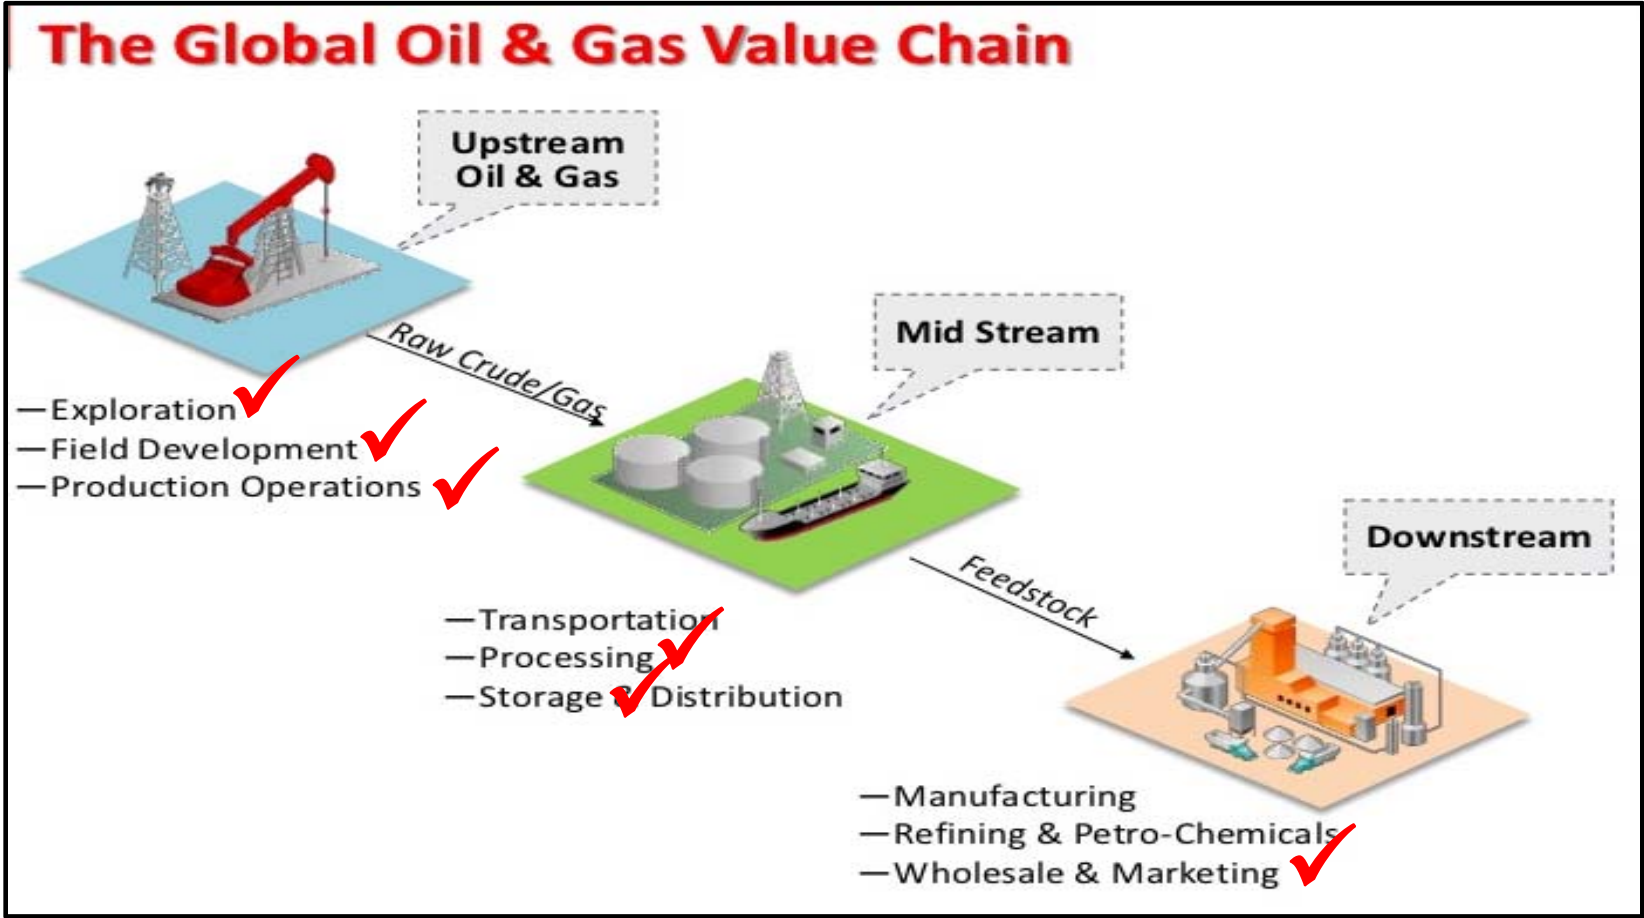 The Global Oil & Gas Value Chain
Upstream
Oil & Gas
Raw Crude/Gas
—Exploration
—Field Development
—Production Operations
Mid Stream
Feedstock
—Transportation
—Processing
—Storage & Distribution
Downstream
—Manufacturing
—Refining & Petro-Chemicals
—Wholesale & Marketing